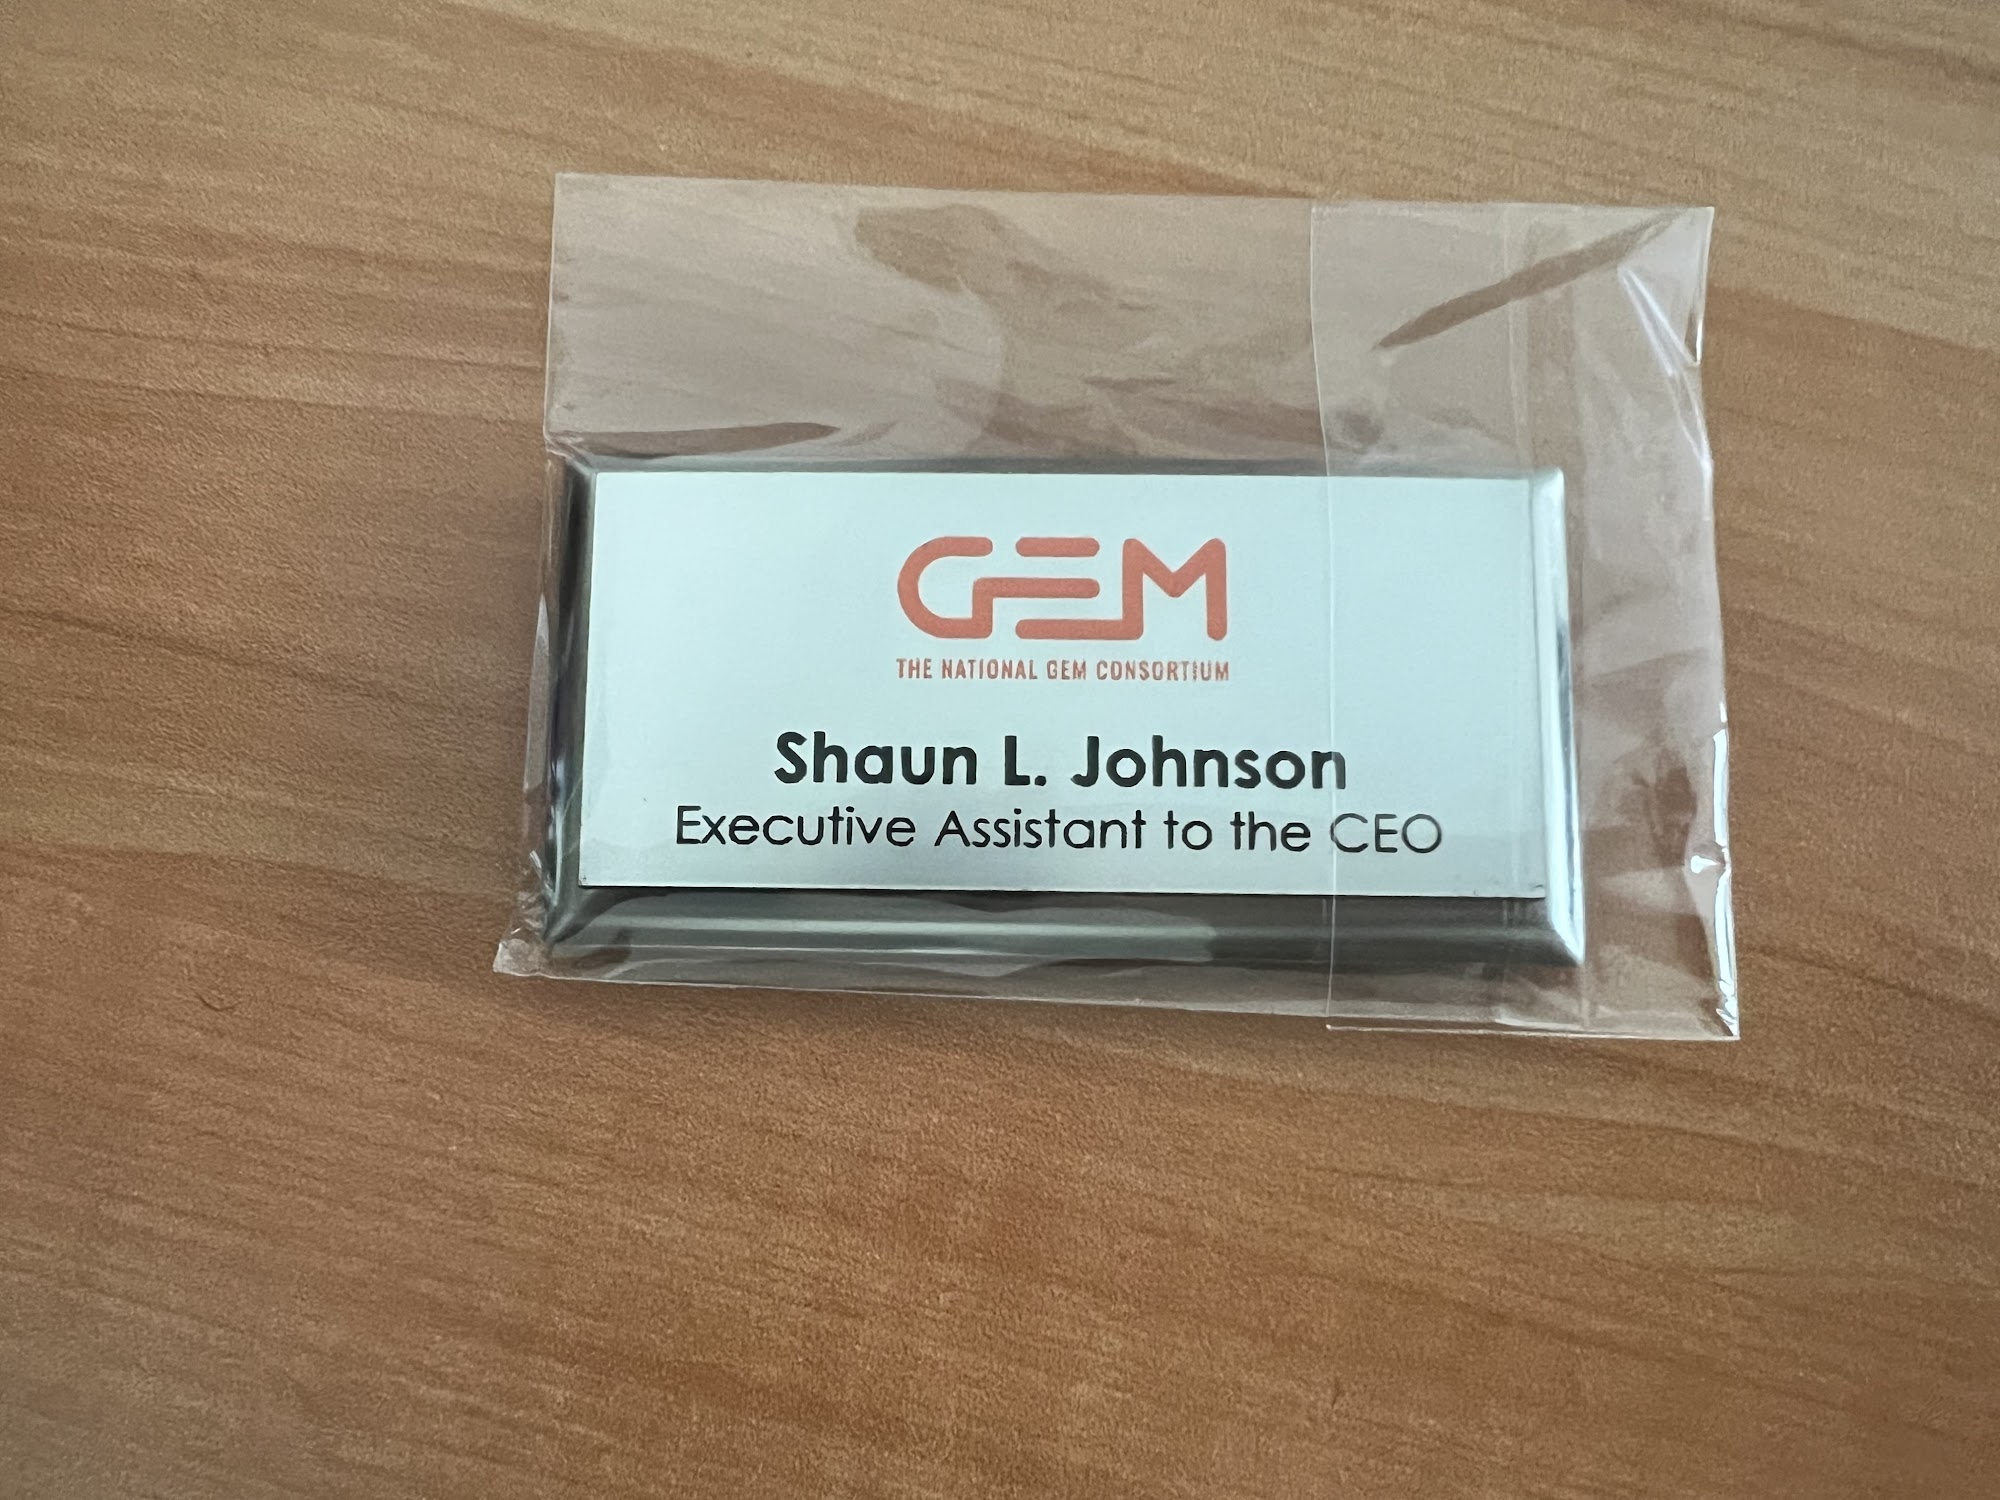 GEM
THE NATIONAL GEM CONSORTIUM
Shaun L. Johnson
Executive Assistant to the CEO